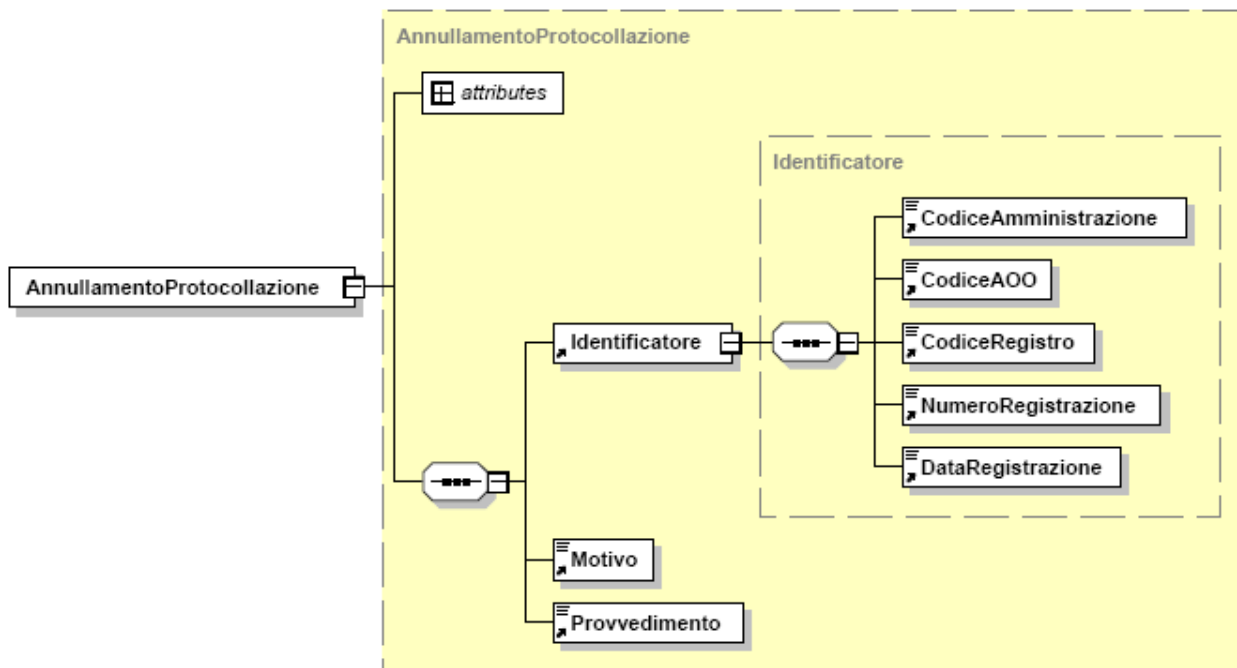 AnnullamentoProtocollazione
attributes
Identificatore
CodiceAmministrazione
CodiceAOO
AnnullamentoProtocollazione
Identificatore
CodiceRegistro
NumeroRegistrazione
DataRegistrazione
Motivo
Provvedimento